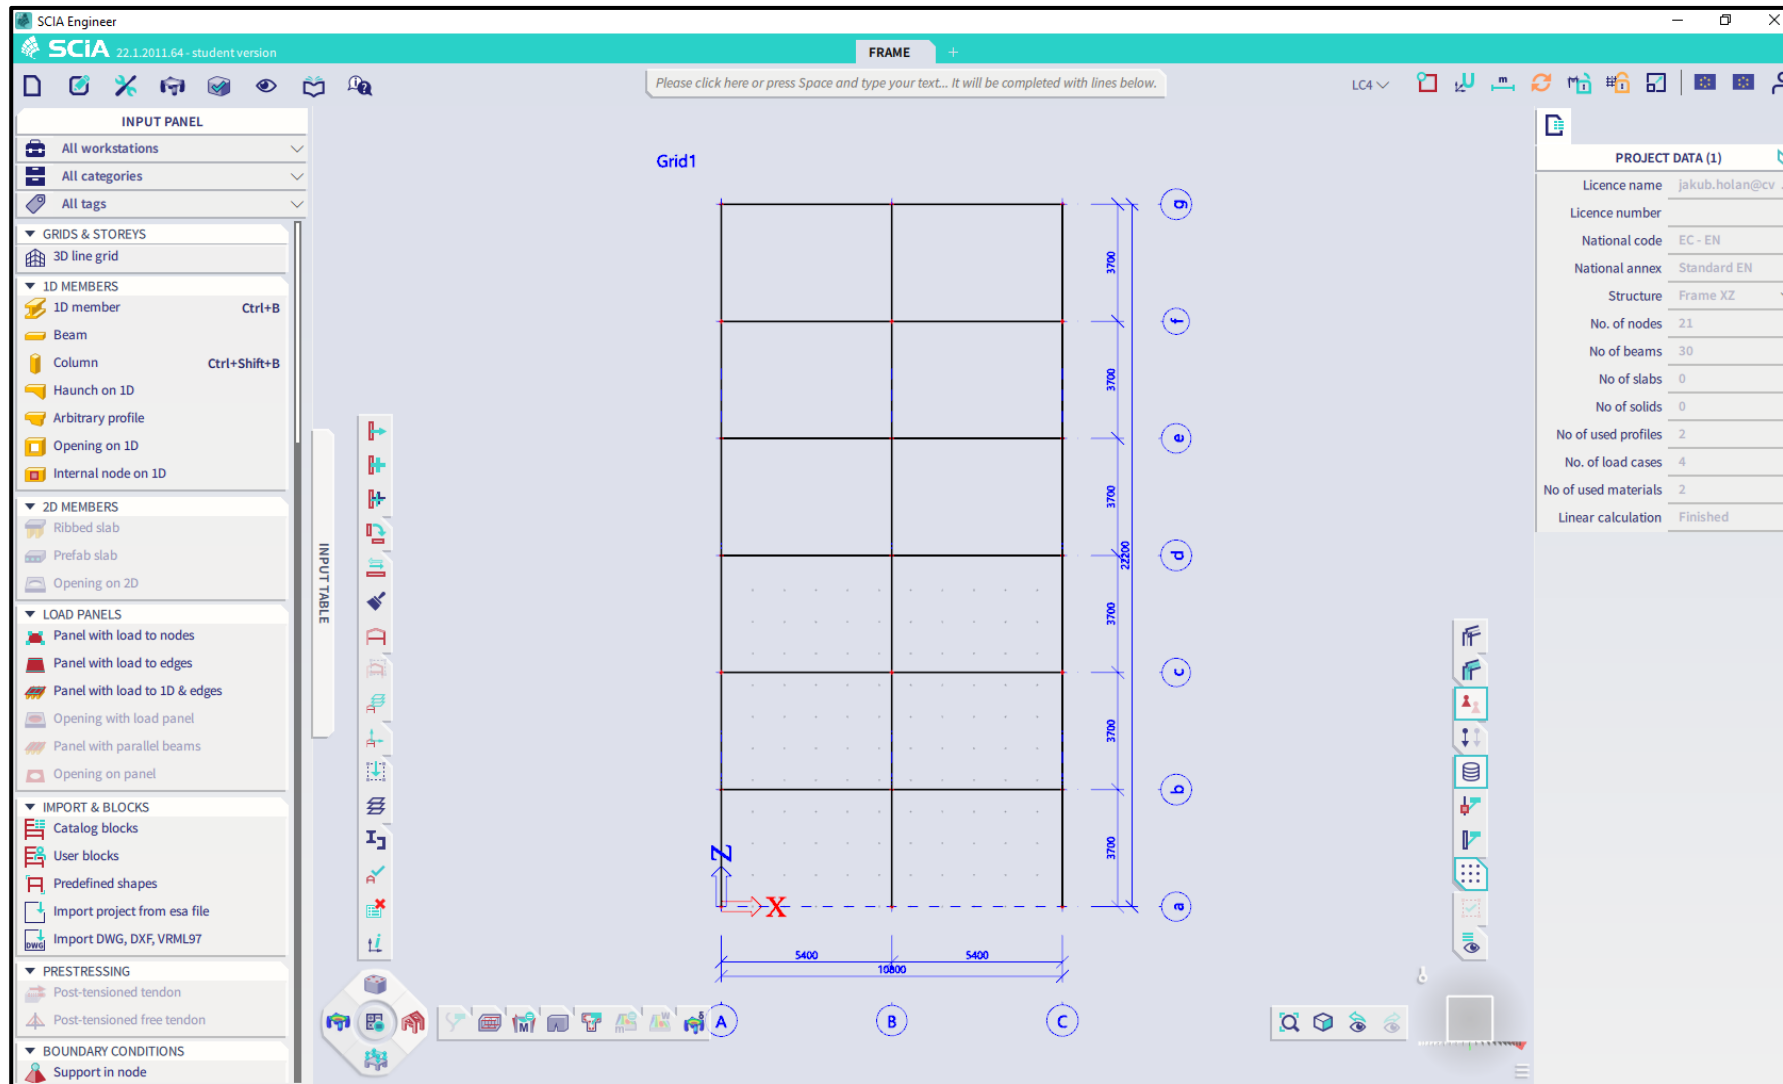 SCIA Engineer
SCiA 22.1.2011.64 - student version
FRAME +
Please click here or press Space and type your text... It will be completed with lines below.
LC4
INPUT PANEL
All workstations
All categories
All tags
GRIDS & STOREYS
3D line grid
1D MEMBERS
1D member Ctrl+B
Beam
Column Ctrl+Shift+B
Haunch on 1D
Arbitrary profile
Opening on 1D
Internal node on 1D
2D MEMBERS
Ribbed slab
Prefab slab
Opening on 2D
LOAD PANELS
Panel with load to nodes
Panel with load to edges
Panel with load to 1D & edges
Opening with load panel
Panel with parallel beams
Opening on panel
IMPORT & BLOCKS
Catalog blocks
User blocks
Predefined shapes
Import project from esa file
Import DWG, DXF, VRML97
PRESTRESSING
Post-tensioned tendon
Post-tensioned free tendon
BOUNDARY CONDITIONS
Support in node
INPUT TABLE
Grid1
g
3700
f
3700
e
3700
d
22200
3700
c
3700
b
3700
a
Z
X
5400 5400
10800
A B C
PROJECT DATA (1)
Licence name jakub.holan@cv
Licence number
National code EC - EN
National annex Standard EN
Structure Frame XZ
No. of nodes 21
No of beams 30
No of slabs 0
No of solids 0
No of used profiles 2
No. of load cases 4
No of used materials 2
Linear calculation Finished